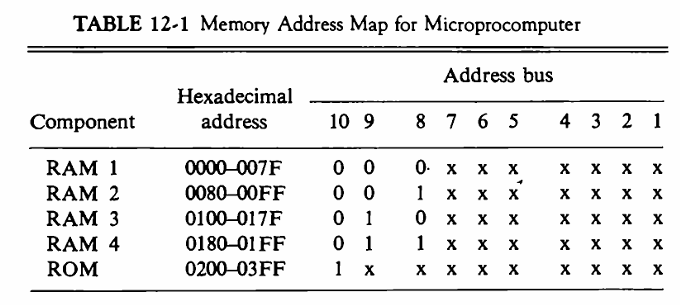 TABLE 12-1 Memory Address Map for Microprocomputer
Address bus
Hexadecimal
Component address 10 9 8 7 6 5 4 3 2 1
RAM 1 0000–007F 0 0 0 x x x x x x x
RAM 2 0080–00FF 0 0 1 x x x x x x x
RAM 3 0100–017F 0 1 0 x x x x x x x
RAM 4 0180–01FF 0 1 1 x x x x x x x
ROM 0200–03FF 1 x x x x x x x x x